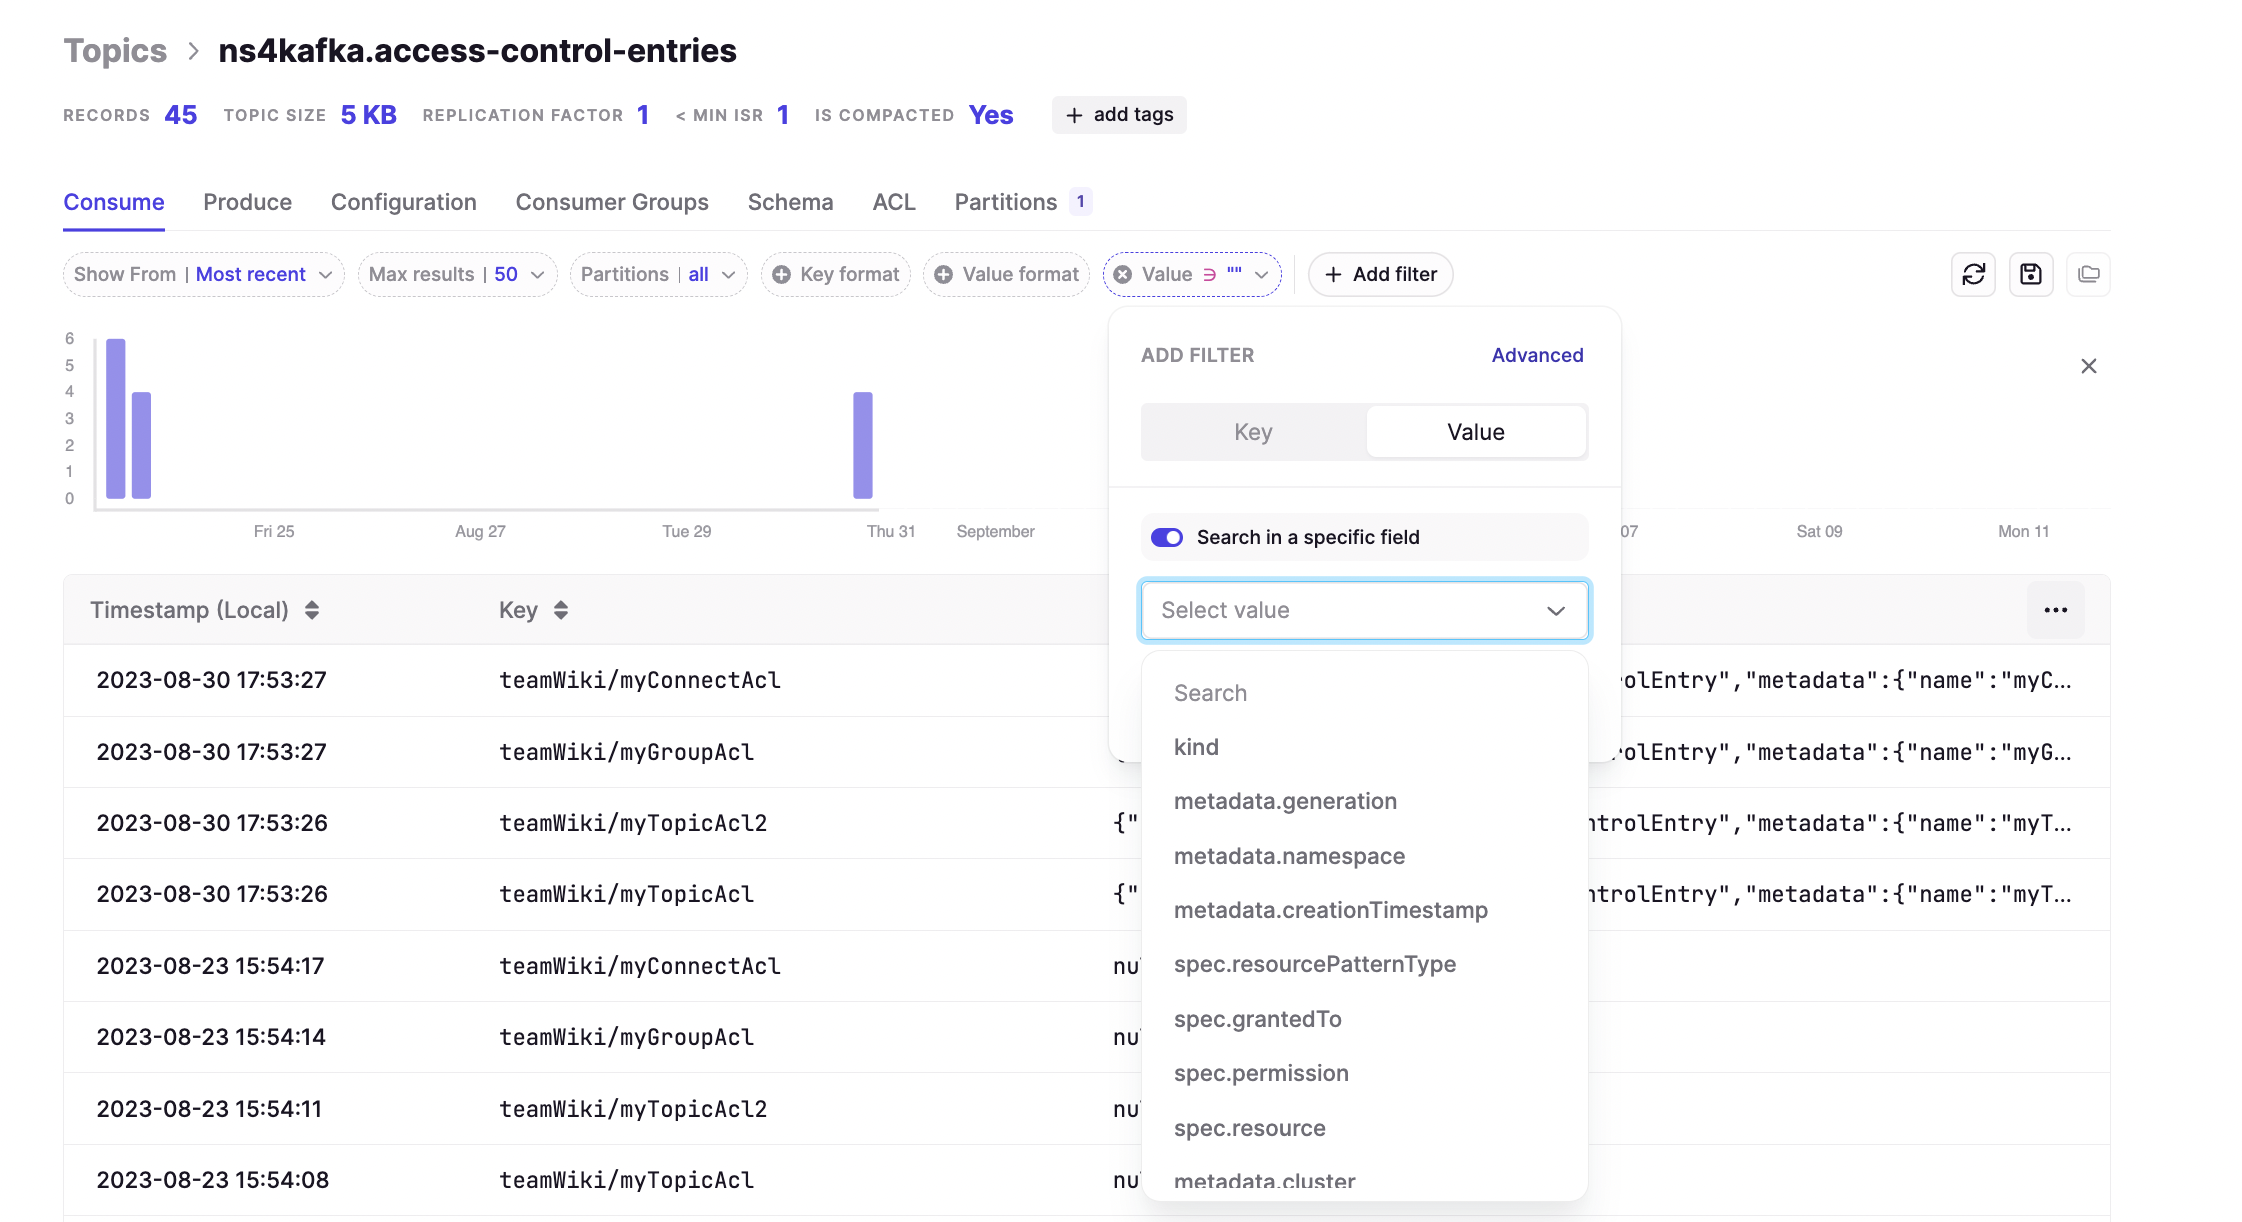 Topics > ns4kafka.access-control-entries
RECORDS 45 TOPIC SIZE 5 KB REPLICATION FACTOR 1 < MIN ISR 1 IS COMPACTED Yes + add tags
Consume Produce Configuration Consumer Groups Schema ACL Partitions 1
Show From | Most recent Max results | 50 Partitions | all Key format Value format Value ∋ "" + Add filter
6
5
4
3
2
1
0
Fri 25 Aug 27 Tue 29 Thu 31 September 07 Sat 09 Mon 11
ADD FILTER Advanced
Key Value
Search in a specific field
Select value
Search
kind
metadata.generation
metadata.namespace
metadata.creationTimestamp
spec.resourcePatternType
spec.grantedTo
spec.permission
spec.resource
metadata.cluster
Timestamp (Local) Key ...
2023-08-30 17:53:27 teamWiki/myConnectAcl rolEntry","metadata":{"name":"myC...
2023-08-30 17:53:27 teamWiki/myGroupAcl rolEntry","metadata":{"name":"myG...
2023-08-30 17:53:26 teamWiki/myTopicAcl2 {" ntrolEntry","metadata":{"name":"myT...
2023-08-30 17:53:26 teamWiki/myTopicAcl {" ntrolEntry","metadata":{"name":"myT...
2023-08-23 15:54:17 teamWiki/myConnectAcl nu
2023-08-23 15:54:14 teamWiki/myGroupAcl nu
2023-08-23 15:54:11 teamWiki/myTopicAcl2 nu
2023-08-23 15:54:08 teamWiki/myTopicAcl nu